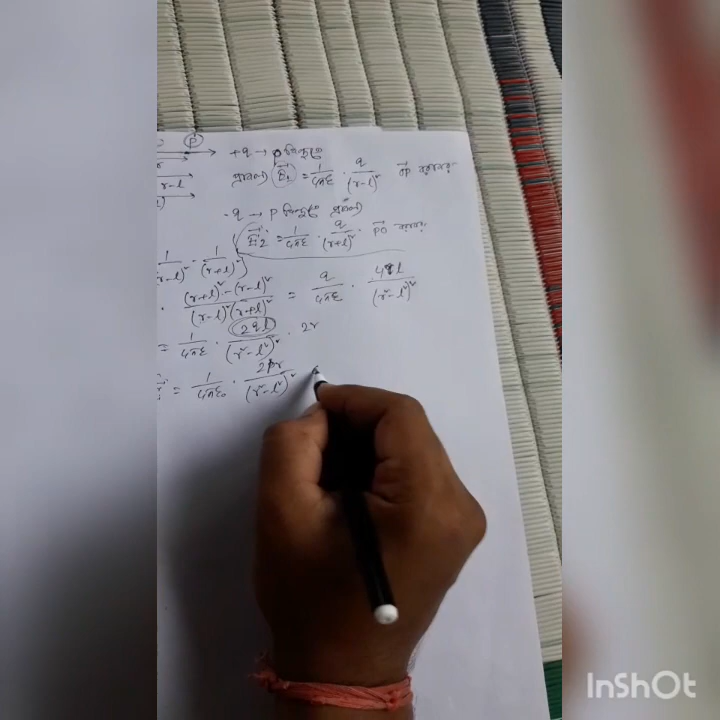 P
+q → P বিন্দুতে
r-l প্রাবল্য E⃗₁ = 1/4πε · q/(r-l)² OP⃗ বরাবর
-q → P বিন্দুতে প্রাবল্য
E⃗₂ = 1/4πε · q/(r+l)² · PO⃗ বরাবর
1/(r-l)² · 1/(r+l)²)
· (r+l)² - (r-l)²/(r-l)²(r+l)² = q/4πε · 4rl/(r²-l²)²
= 1/4πε · 2ql/(r²-l²)² · 2r
= 1/4πε₀ · 2pr/(r²-l²)²
InShOt